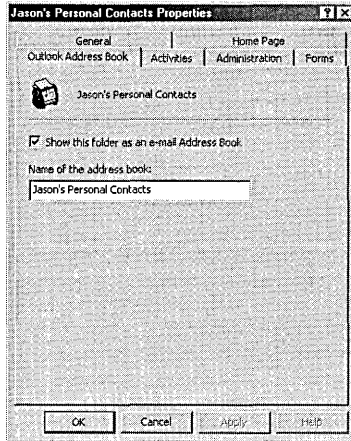 Jason's Personal Contacts Properties
General Home Page
Outlook Address Book Activities Administration Forms
Jason's Personal Contacts
Show this folder as an e-mail Address Book
Name of the address book:
Jason's Personal Contacts
OK Cancel Apply Help